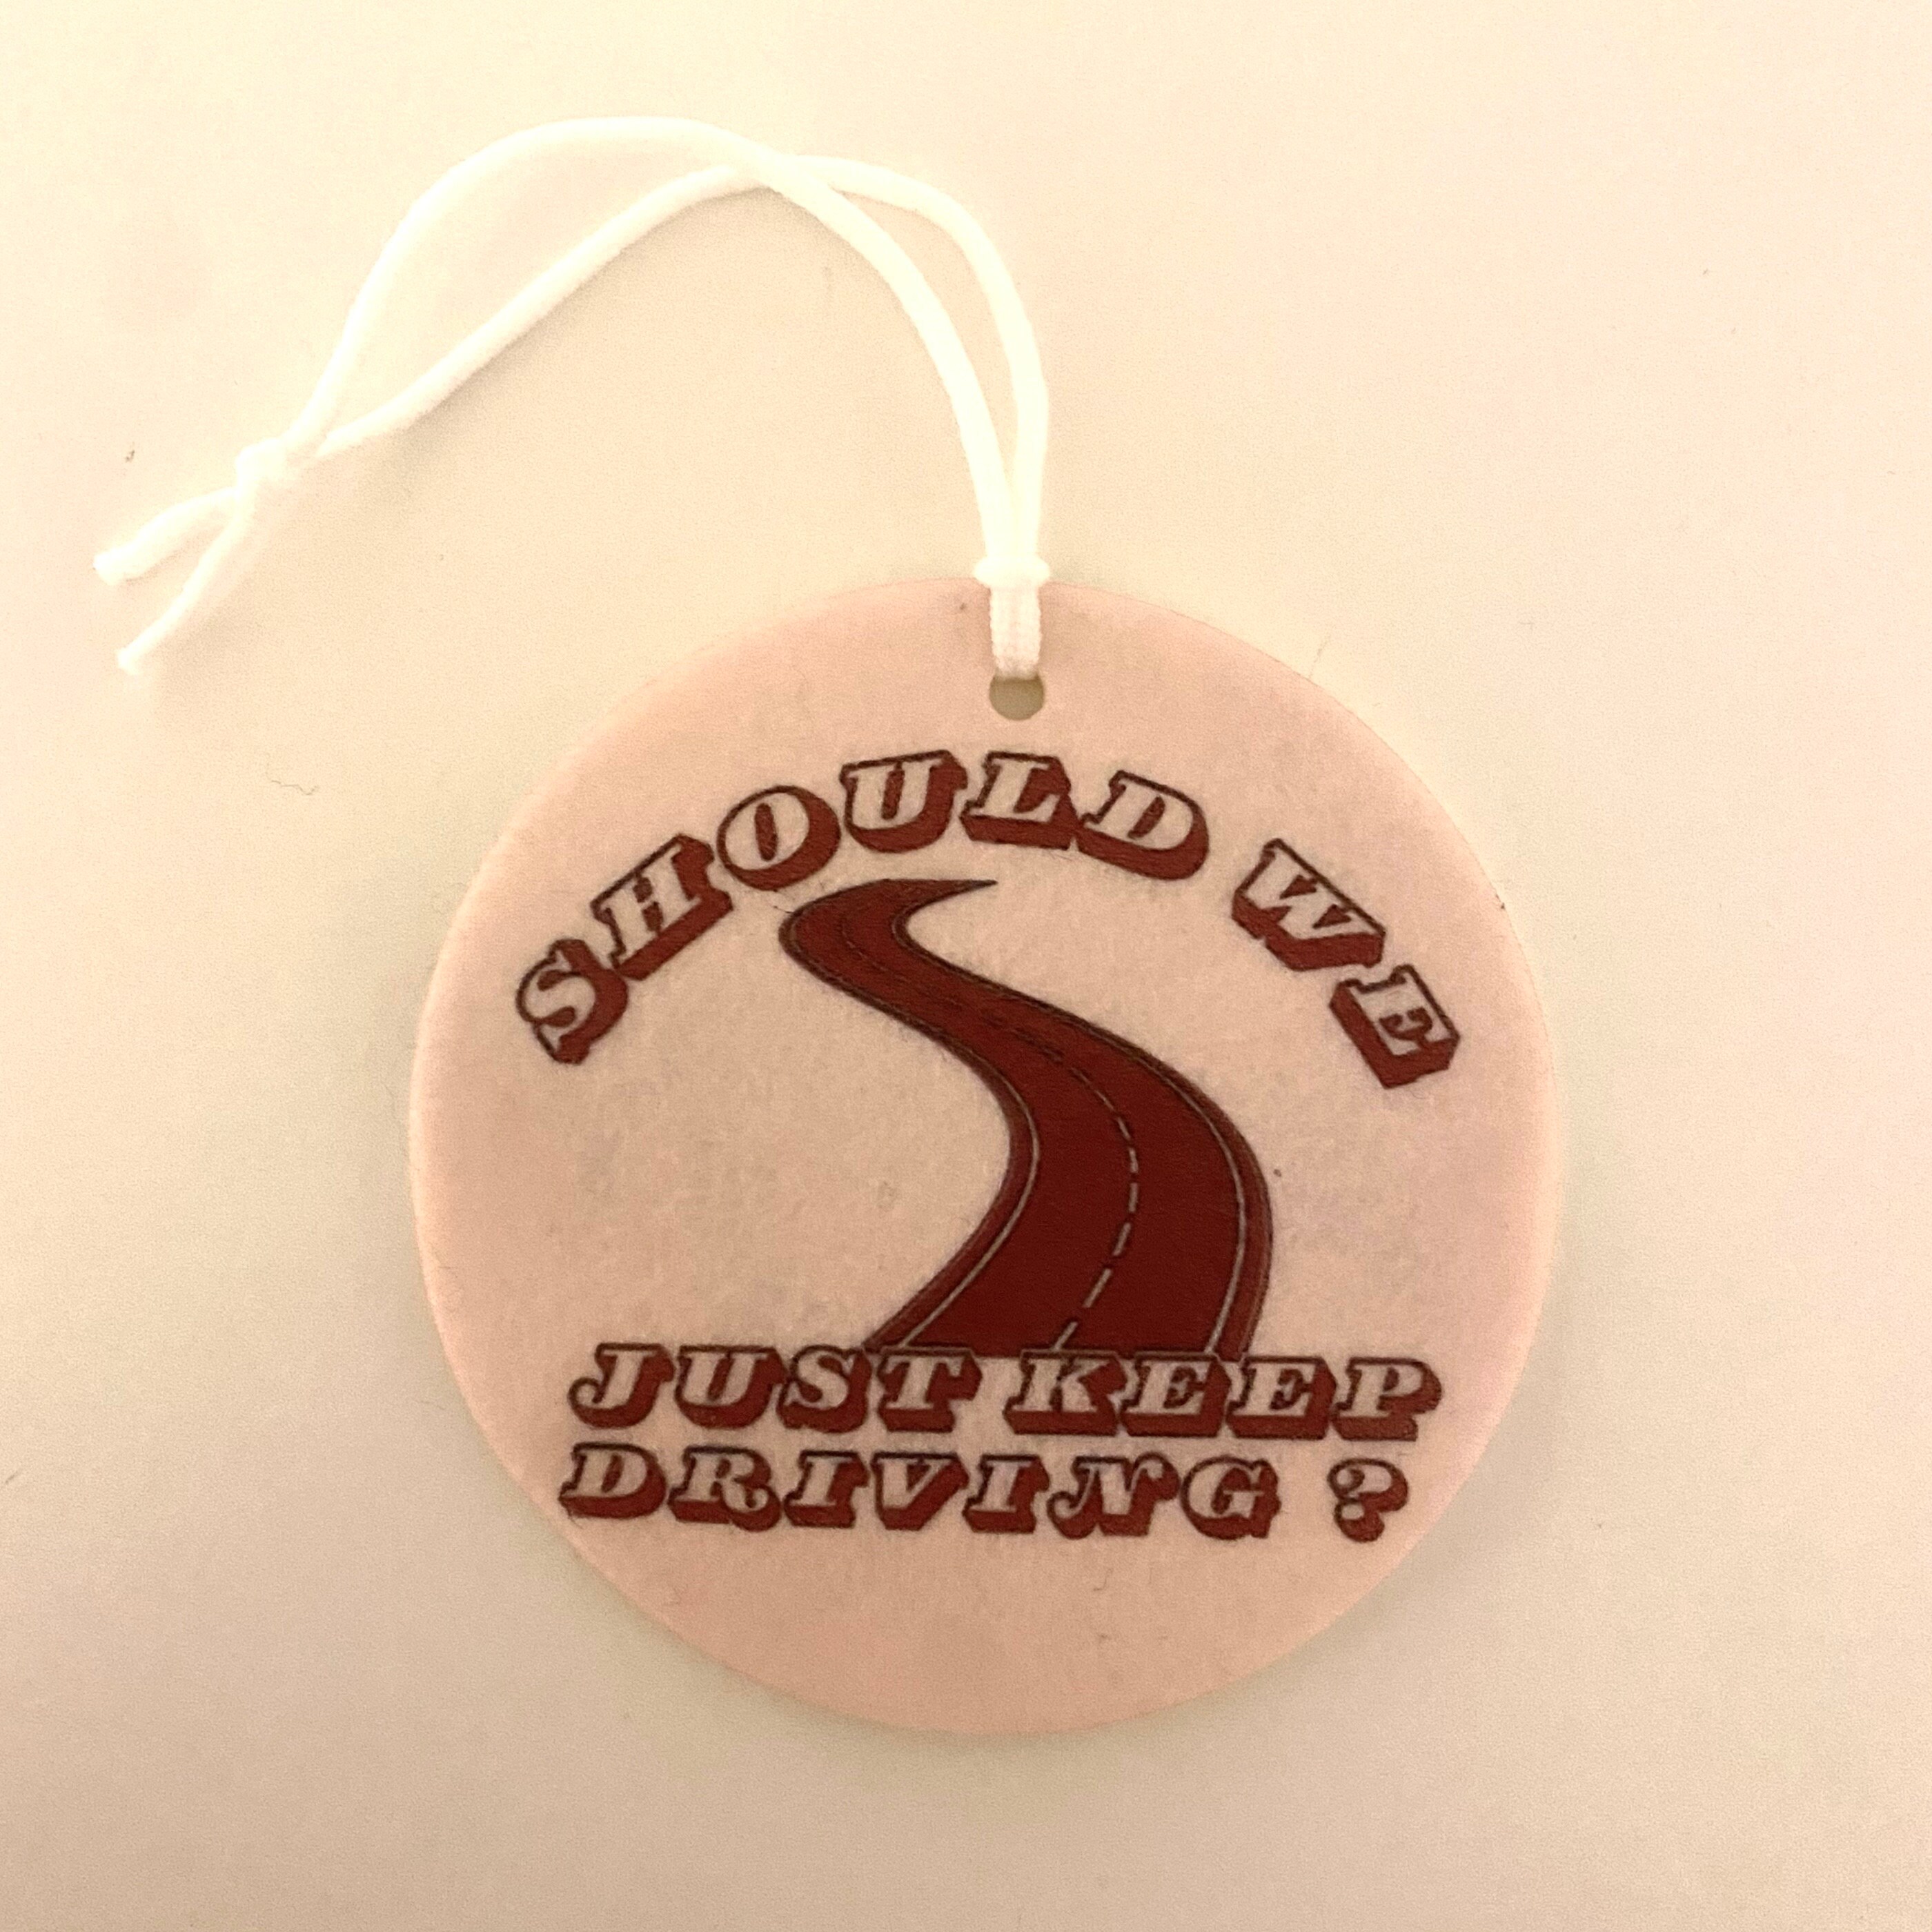 SHOULD WE
JUST KEEP
DRIVING ?